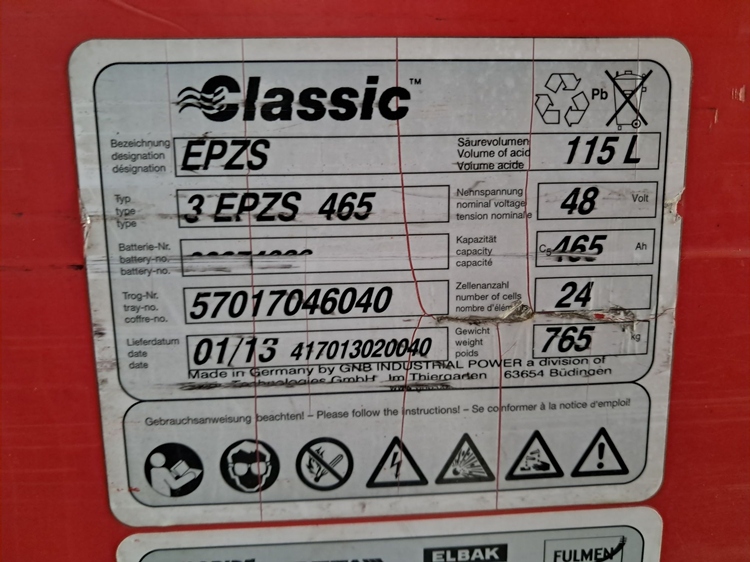 Classic™
Pb
Bezeichnung
designation
désignation
EPZS
Säurevolumen
Volume of acid
Volume acide
115 L
Typ
type
type
3 EPZS 465
Nennspannung
nominal voltage
tension nominale
48 Volt
Batterie-Nr.
battery-no.
battery-no.
Kapazität
capacity
capacité
C5 465 Ah
Trog-Nr.
tray-no.
coffre-no.
57017046040
Zellenanzahl
number of cells
nombre d'élém
24
Lieferdatum
date
date
01/13 417013020040
Gewicht
weight
poids
765 kg
Made in Germany by GNB INDUSTRIAL POWER a division of
Technologies GmbH Im Thiergarten 63654 Büdingen
Gebrauchsanweisung beachten! – Please follow the instructions! – Se conformer à la notice d'emploi!
ELBAK
FULMEN